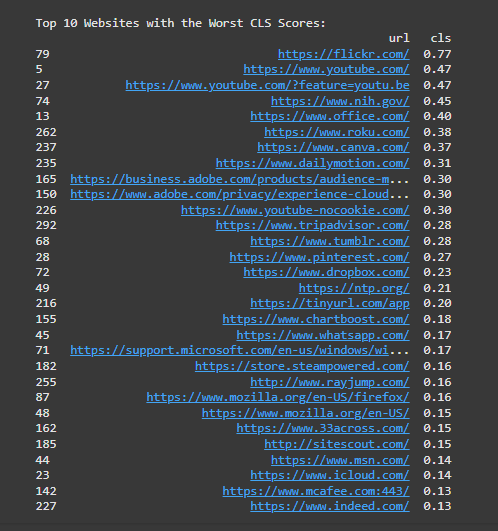 Top 10 Websites with the Worst CLS Scores:
url cls
79 https://flickr.com/ 0.77
5 https://www.youtube.com/ 0.47
27 https://www.youtube.com/?feature=youtu.be 0.47
74 https://www.nih.gov/ 0.45
13 https://www.office.com/ 0.40
262 https://www.roku.com/ 0.38
237 https://www.canva.com/ 0.37
235 https://www.dailymotion.com/ 0.31
165 https://business.adobe.com/products/audience-m... 0.30
150 https://www.adobe.com/privacy/experience-cloud... 0.30
226 https://www.youtube-nocookie.com/ 0.30
292 https://www.tripadvisor.com/ 0.28
68 https://www.tumblr.com/ 0.28
28 https://www.pinterest.com/ 0.27
72 https://www.dropbox.com/ 0.23
49 https://ntp.org/ 0.21
216 https://tinyurl.com/app 0.20
155 https://www.chartboost.com/ 0.18
45 https://www.whatsapp.com/ 0.17
71 https://support.microsoft.com/en-us/windows/wi... 0.17
182 https://store.steampowered.com/ 0.16
255 http://www.rayjump.com/ 0.16
87 https://www.mozilla.org/en-US/firefox/ 0.16
48 https://www.mozilla.org/en-US/ 0.15
162 https://www.33across.com/ 0.15
185 http://sitescout.com/ 0.15
44 https://www.msn.com/ 0.14
23 https://www.icloud.com/ 0.14
142 https://www.mcafee.com:443/ 0.13
227 https://www.indeed.com/ 0.13